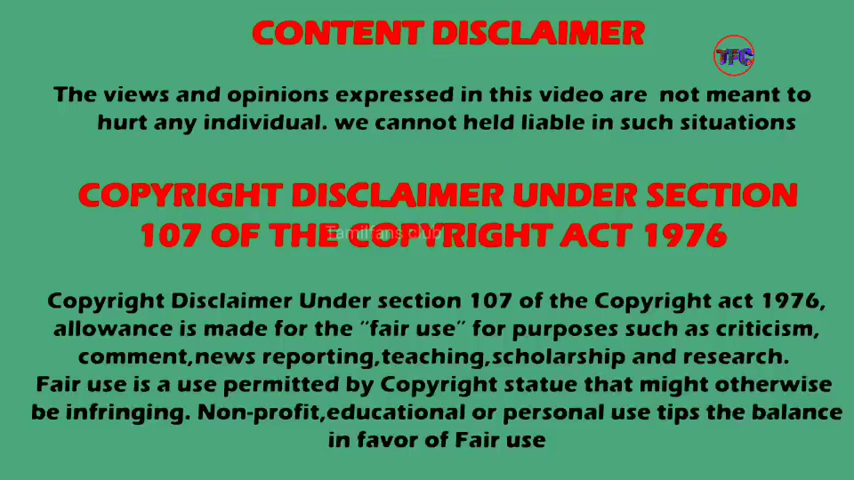 CONTENT DISCLAIMER
TFC
The views and opinions expressed in this video are not meant to
hurt any individual. we cannot held liable in such situations
COPYRIGHT DISCLAIMER UNDER SECTION
107 OF THE COPYRIGHT ACT 1976
Tamilfans club
Copyright Disclaimer Under section 107 of the Copyright act 1976,
allowance is made for the “fair use” for purposes such as criticism,
comment,news reporting,teaching,scholarship and research.
Fair use is a use permitted by Copyright statue that might otherwise
be infringing. Non-profit,educational or personal use tips the balance
in favor of Fair use